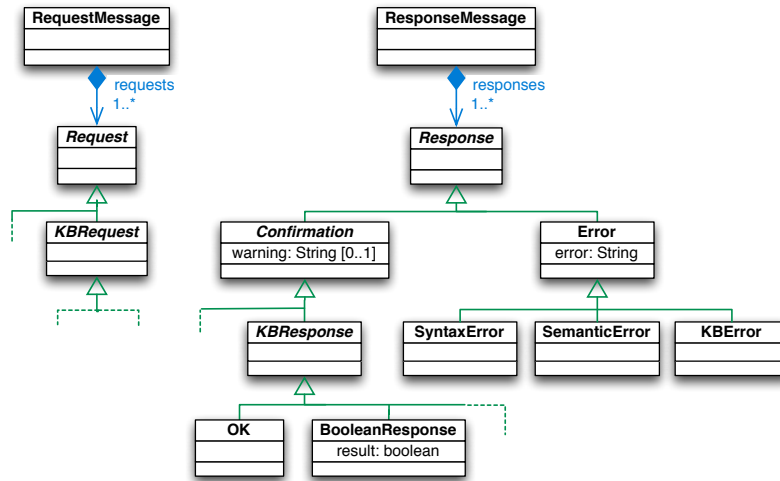 RequestMessage
ResponseMessage
requests
1..*
responses
1..*
Request
Response
KBRequest
Confirmation
warning: String [0..1]
Error
error: String
KBResponse
SyntaxError
SemanticError
KBError
OK
BooleanResponse
result: boolean